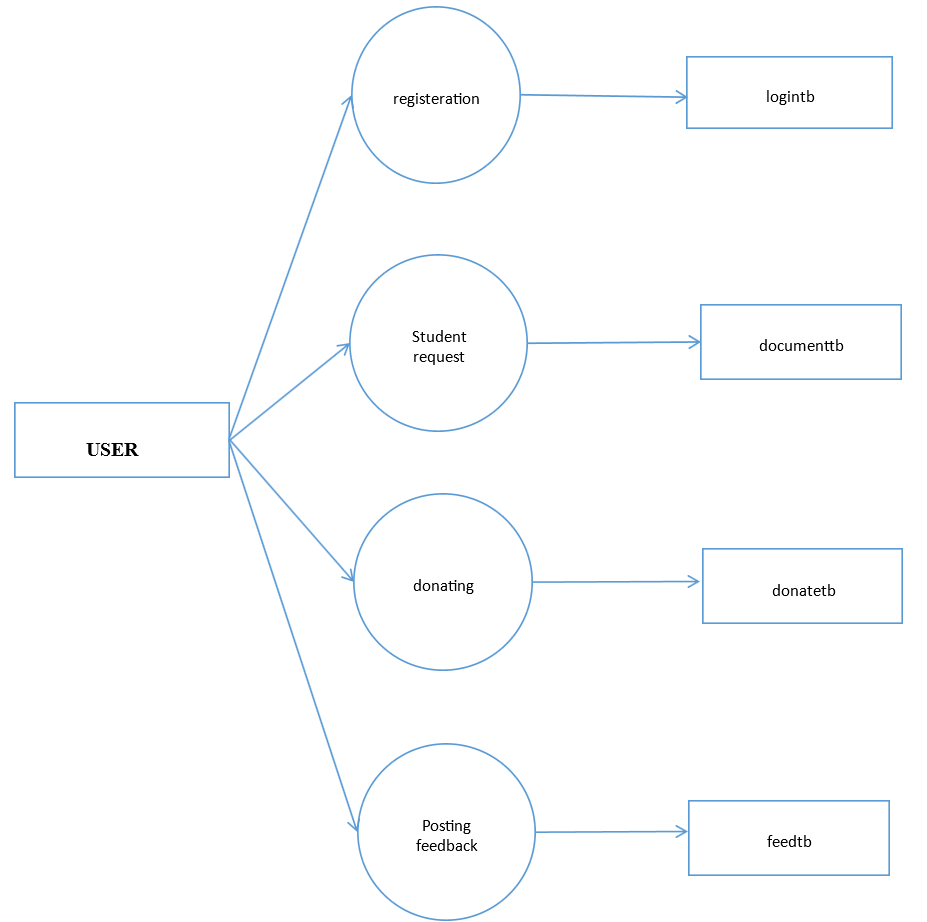 registeration
logintb
Student
request
documenttb
USER
donating
donatetb
Posting
feedback
feedtb